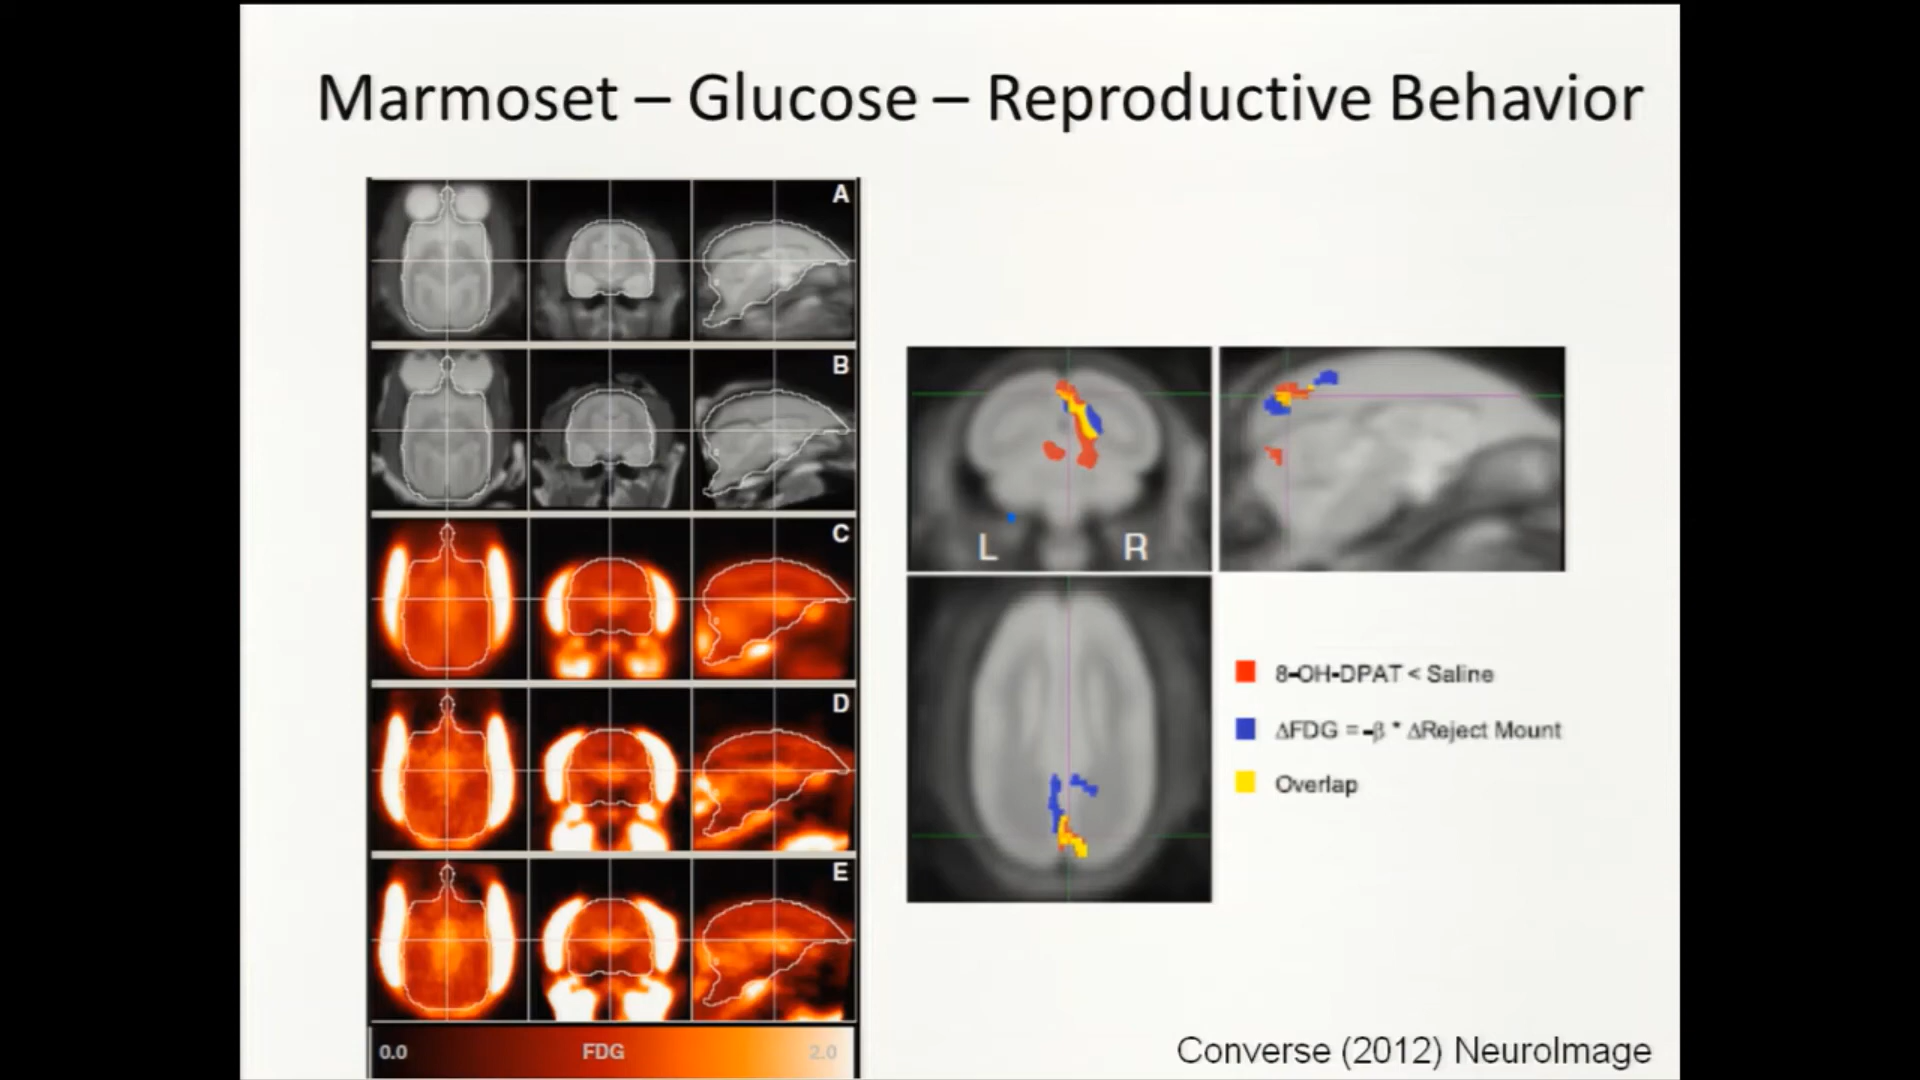 Marmoset – Glucose – Reproductive Behavior
A
B
C
D
E
0.0 FDG 2.0
L R
8-OH-DPAT < Saline
ΔFDG = -β * ΔReject Mount
Overlap
Converse (2012) NeuroImage